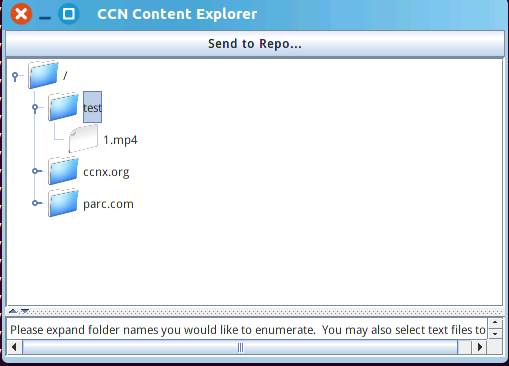 CCN Content Explorer
Send to Repo...
/
test
1.mp4
ccnx.org
parc.com
Please expand folder names you would like to enumerate. You may also select text files to